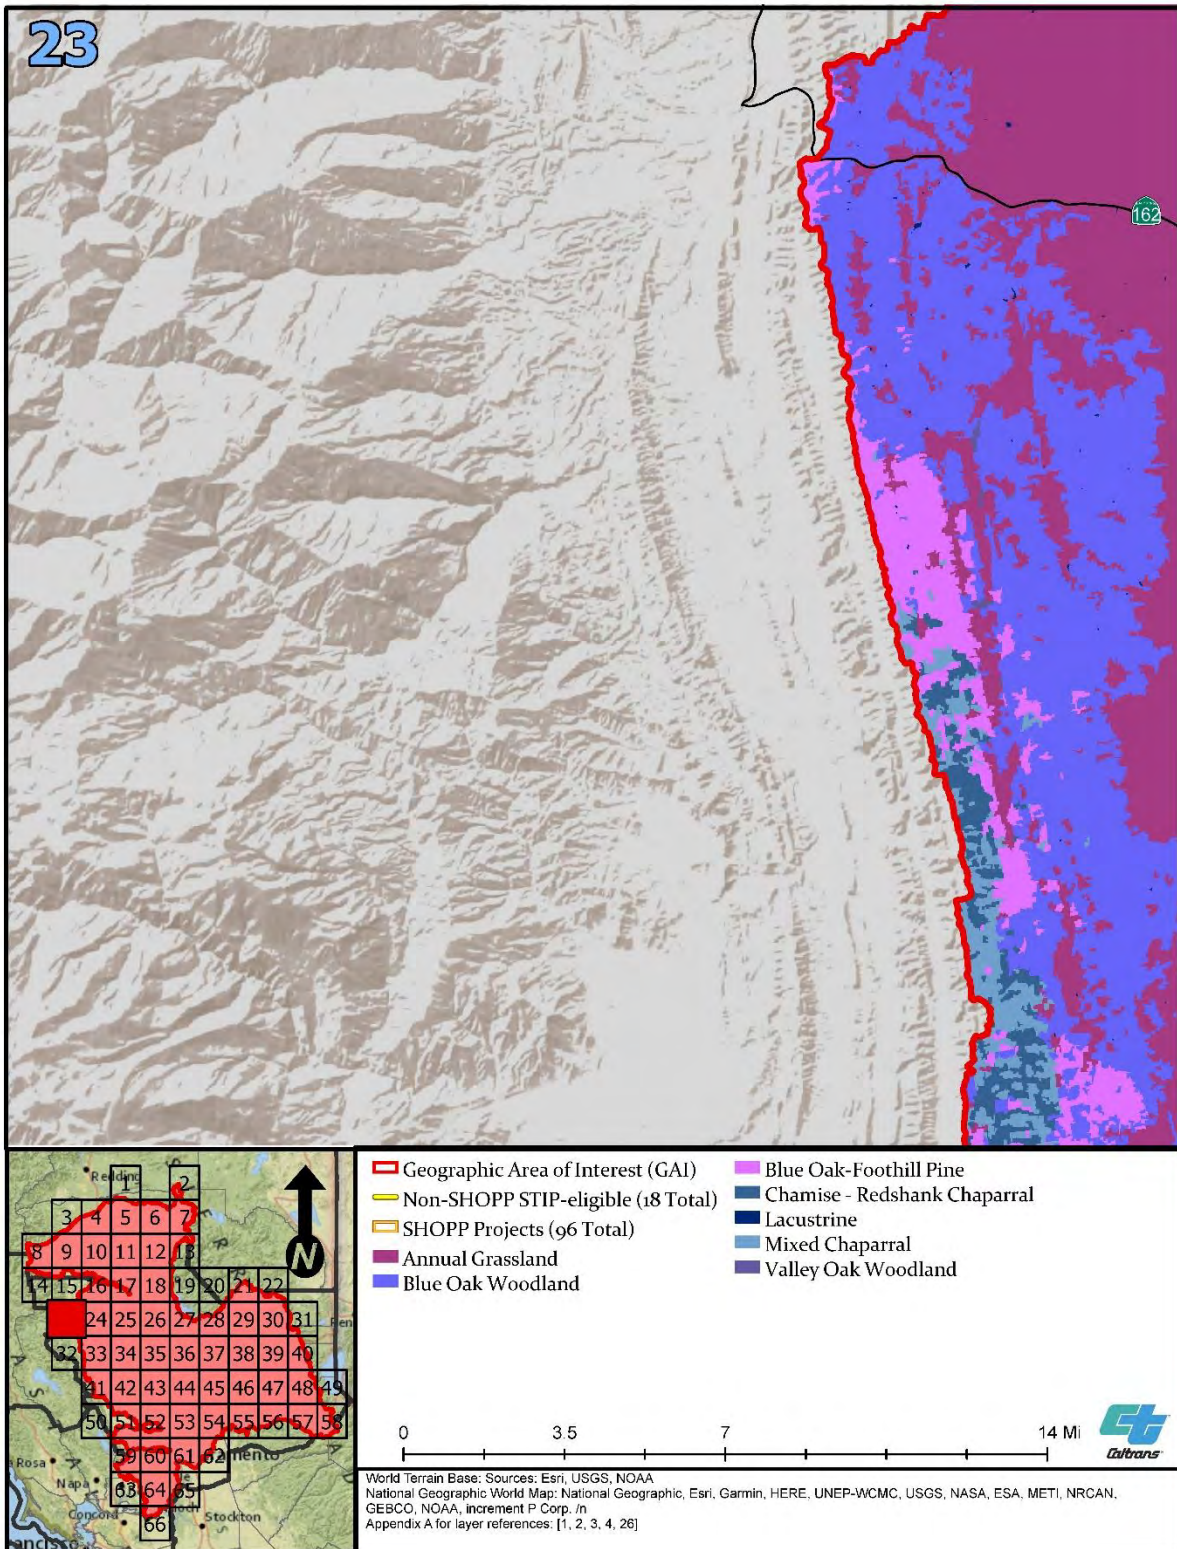 23
162
Redding
1 2
3 4 5 6 7
8 9 10 11 12 13
14 15 16 17 18 19 20 21 22
24 25 26 27 28 29 30 31
32 33 34 35 36 37 38 39 40
41 42 43 44 45 46 47 48 49
50 51 52 53 54 55 56 57 58
59 60 61 62
63 64 65
66
Napa
Concord
Stockton
N
Geographic Area of Interest (GAI)
Non-SHOPP STIP-eligible (18 Total)
SHOPP Projects (96 Total)
Annual Grassland
Blue Oak Woodland
Blue Oak-Foothill Pine
Chamise - Redshank Chaparral
Lacustrine
Mixed Chaparral
Valley Oak Woodland
0 3.5 7 14 Mi
Caltrans
World Terrain Base: Sources: Esri, USGS, NOAA
National Geographic World Map: National Geographic, Esri, Garmin, HERE, UNEP-WCMC, USGS, NASA, ESA, METI, NRCAN,
GEBCO, NOAA, increment P Corp. /n
Appendix A for layer references: [1, 2, 3, 4, 26]